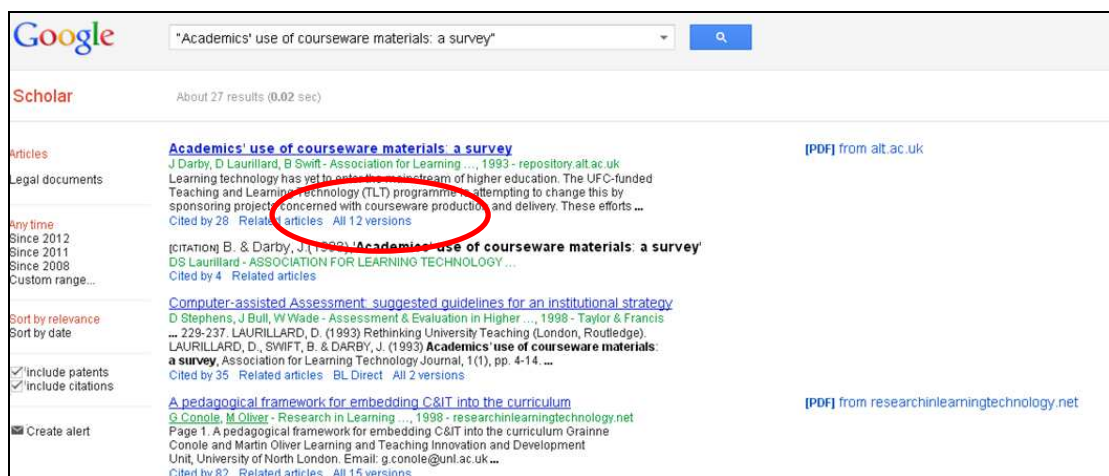 Google
"Academics' use of courseware materials: a survey"
Scholar
About 27 results (0.02 sec)
Articles
Legal documents
Any time
Since 2012
Since 2011
Since 2008
Custom range...
Sort by relevance
Sort by date
include patents
include citations
Create alert
Academics' use of courseware materials: a survey
J Darby, D Laurillard, B Swift - Association for Learning ..., 1993 - repository.alt.ac.uk
Learning technology has yet to enter the mainstream of higher education. The UFC-funded
Teaching and Learning Technology (TLT) programme is attempting to change this by
sponsoring projects concerned with courseware production and delivery. These efforts ...
Cited by 28 Related articles All 12 versions
[PDF] from alt.ac.uk
[CITATION] B. & Darby, J.(1993) 'Academics' use of courseware materials: a survey'
DS Laurillard - ASSOCIATION FOR LEARNING TECHNOLOGY ...
Cited by 4 Related articles
Computer-assisted Assessment: suggested guidelines for an institutional strategy
D Stephens, J Bull, W Wade - Assessment & Evaluation in Higher ..., 1998 - Taylor & Francis
... 229-237. LAURILLARD, D. (1993) Rethinking University Teaching (London, Routledge).
LAURILLARD, D., SWIFT, B. & DARBY, J. (1993) Academics' use of courseware materials:
a survey, Association for Learning Technology Journal, 1(1), pp. 4-14. ...
Cited by 35 Related articles BL Direct All 2 versions
A pedagogical framework for embedding C&IT into the curriculum
G Conole, M Oliver - Research in Learning ..., 1998 - researchinlearningtechnology.net
Page 1. A pedagogical framework for embedding C&IT into the curriculum Grainne
Conole and Martin Oliver Learning and Teaching Innovation and Development
Unit, University of North London. Email: g.conole@unl.ac.uk ...
Cited by 82 Related articles All 15 versions
[PDF] from researchinlearningtechnology.net